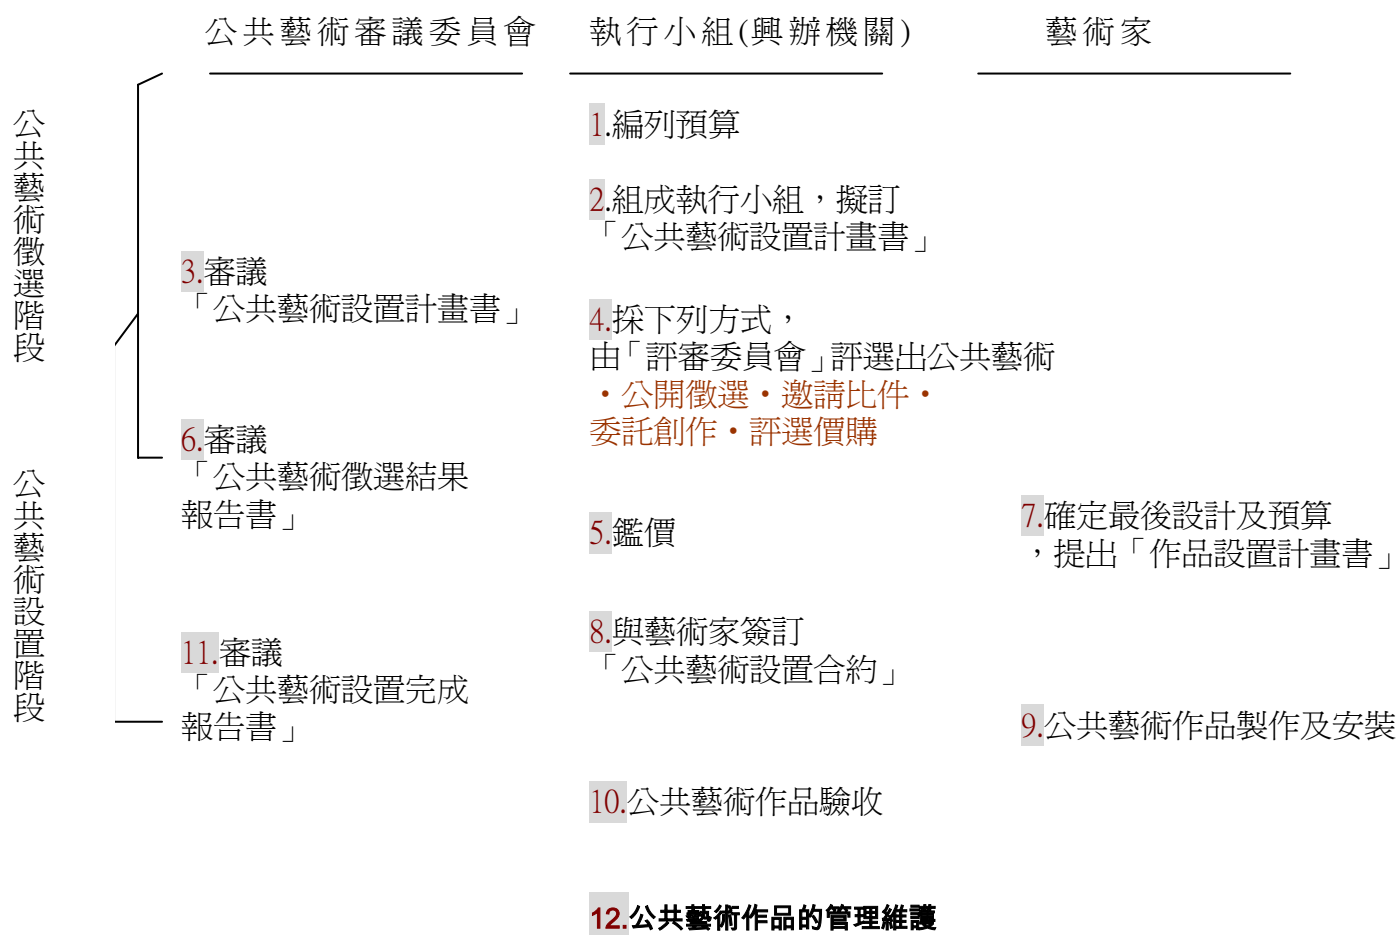 公共藝術審議委員會
執行小組(興辦機關)
藝術家
公共藝術徵選階段
公共藝術設置階段
1.編列預算
2.組成執行小組，擬訂
「公共藝術設置計畫書」
3.審議
「公共藝術設置計畫書」
4.採下列方式，
由「評審委員會」評選出公共藝術
•公開徵選•邀請比件•
委託創作•評選價購
5.鑑價
6.審議
「公共藝術徵選結果
報告書」
7.確定最後設計及預算
，提出「作品設置計畫書」
8.與藝術家簽訂
「公共藝術設置合約」
9.公共藝術作品製作及安裝
10.公共藝術作品驗收
11.審議
「公共藝術設置完成
報告書」
12.公共藝術作品的管理維護